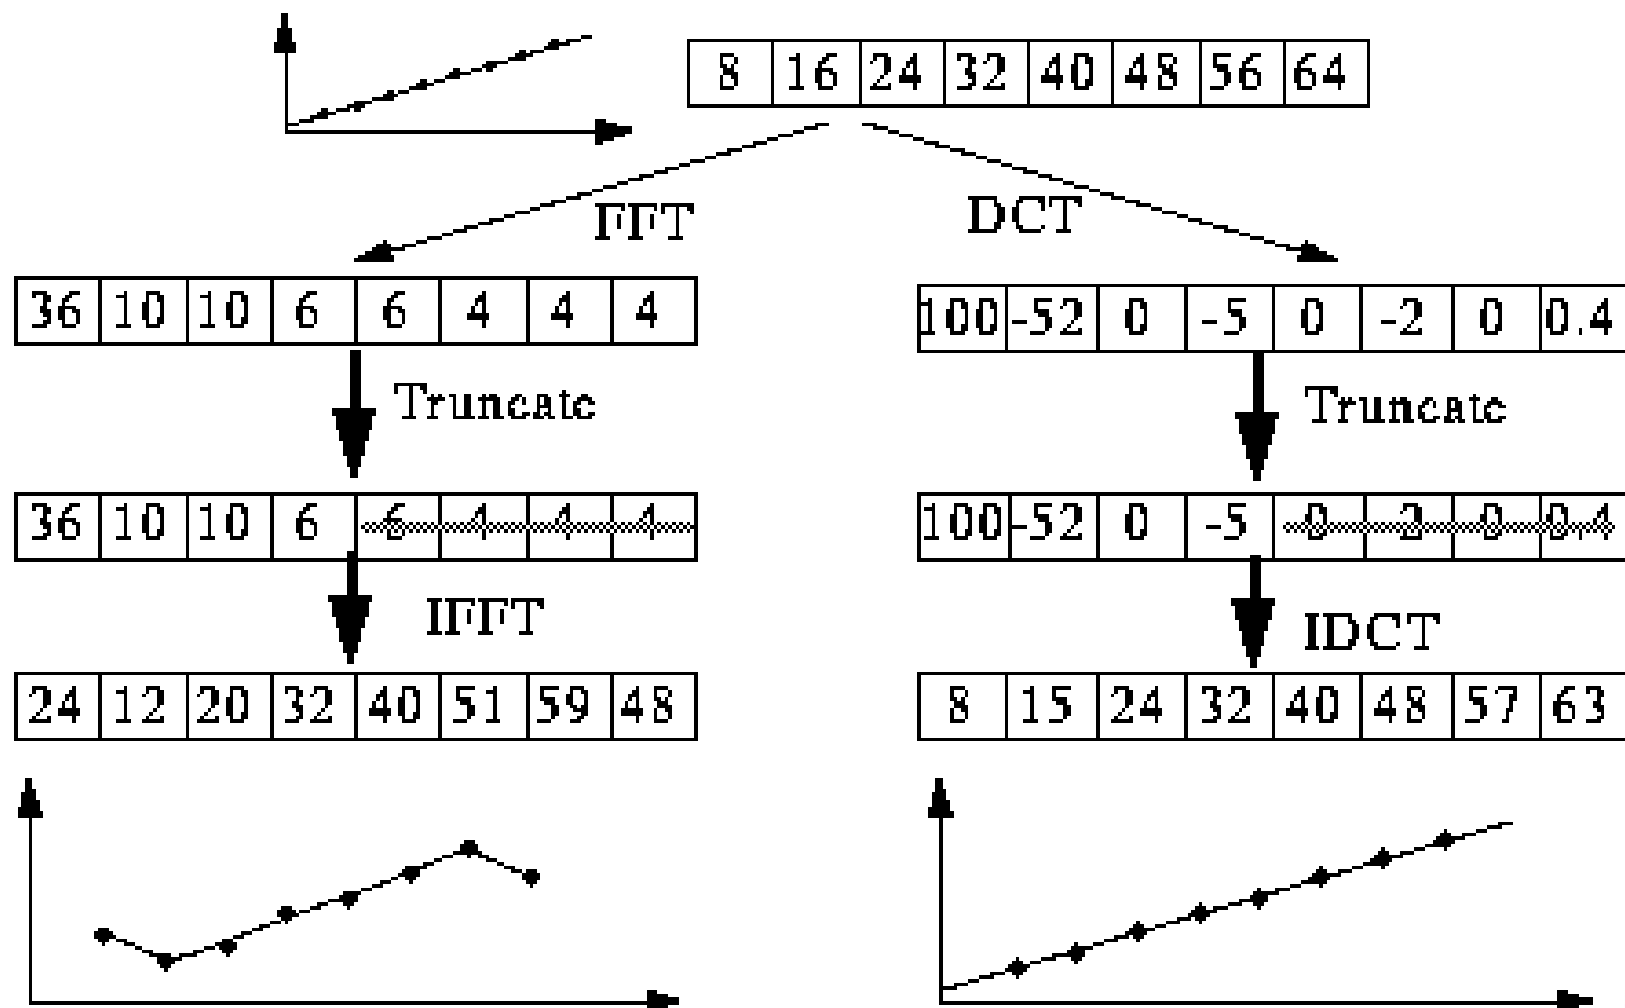 8 16 24 32 40 48 56 64
FFT DCT
36 10 10 6 6 4 4 4
100 -52 0 -5 0 -2 0 0.4
Truncate Truncate
36 10 10 6 6 4 4 4
100 -52 0 -5 0 2 0 0.4
IFFT IDCT
24 12 20 32 40 51 59 48
8 15 24 32 40 48 57 63